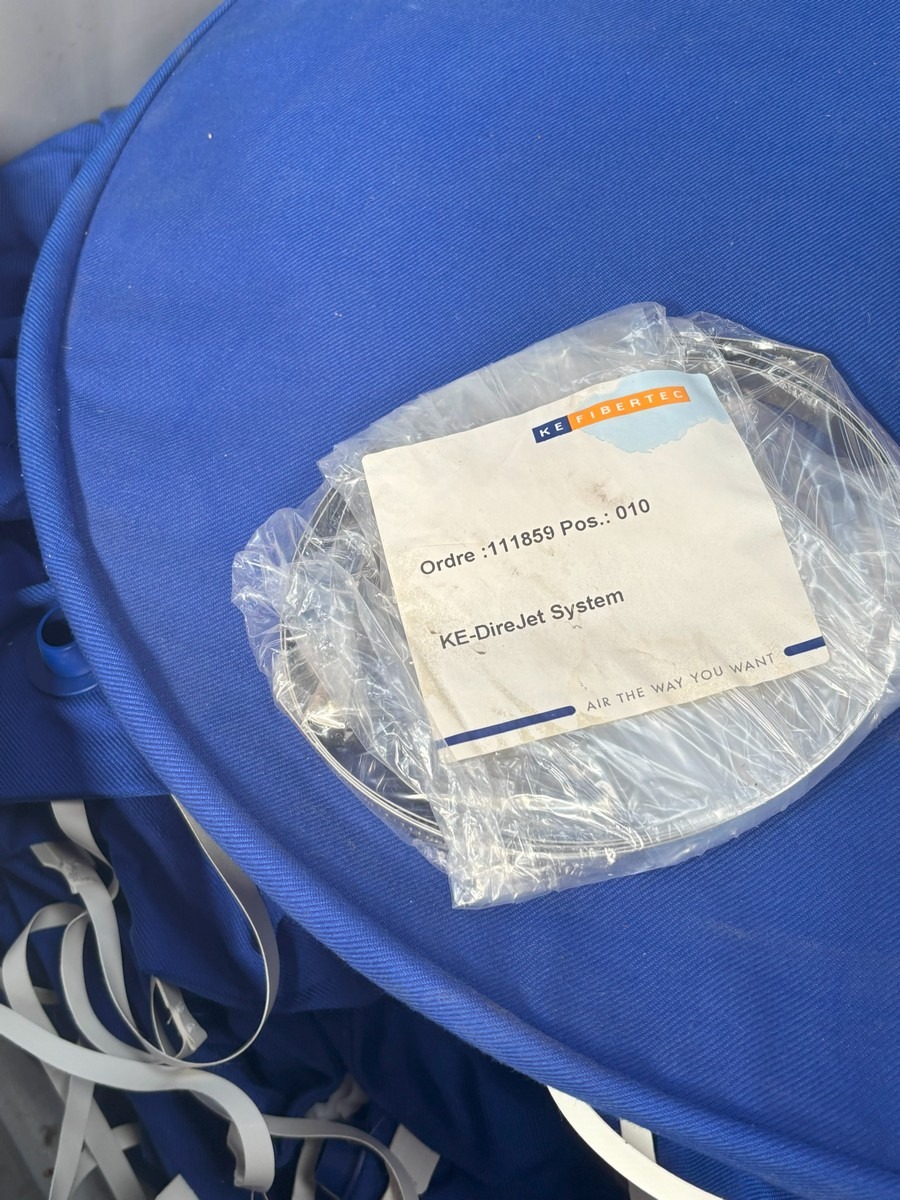 KE FIBERTEC
Ordre :111859 Pos.: 010
KE-DireJet System
AIR THE WAY YOU WANT